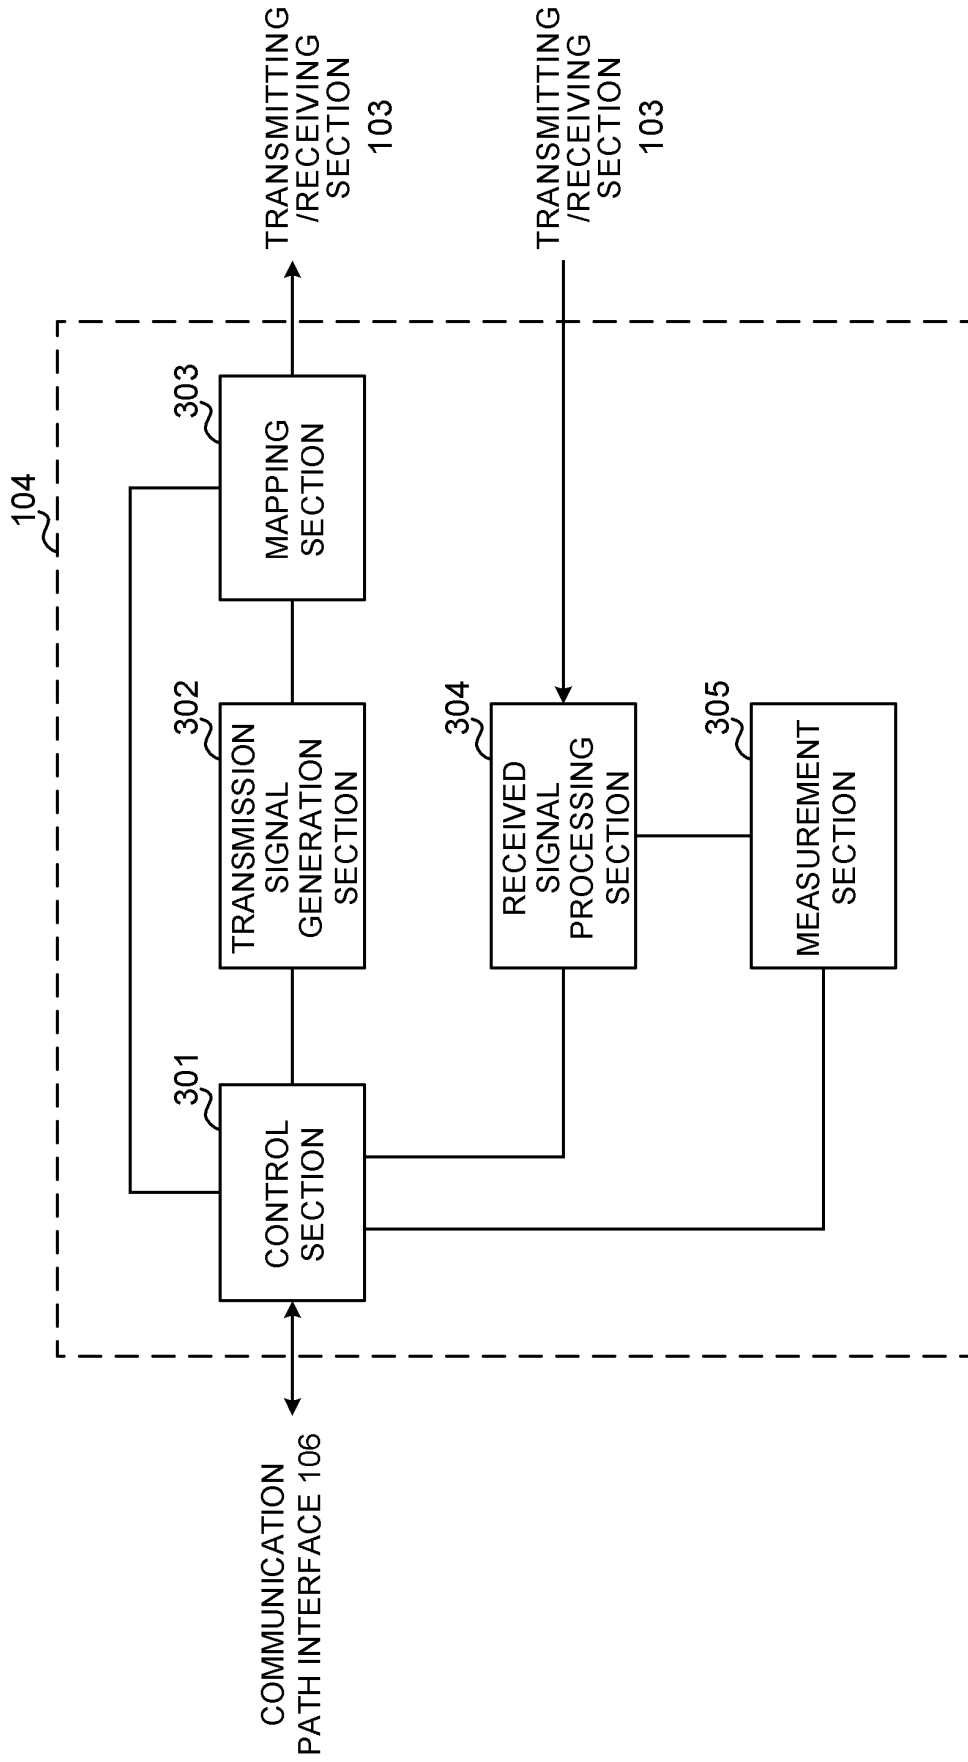 104
COMMUNICATION
PATH INTERFACE 106
301
CONTROL
SECTION
302
TRANSMISSION
SIGNAL
GENERATION
SECTION
303
MAPPING
SECTION
TRANSMITTING
/RECEIVING
SECTION
103
304
RECEIVED
SIGNAL
PROCESSING
SECTION
TRANSMITTING
/RECEIVING
SECTION
103
305
MEASUREMENT
SECTION